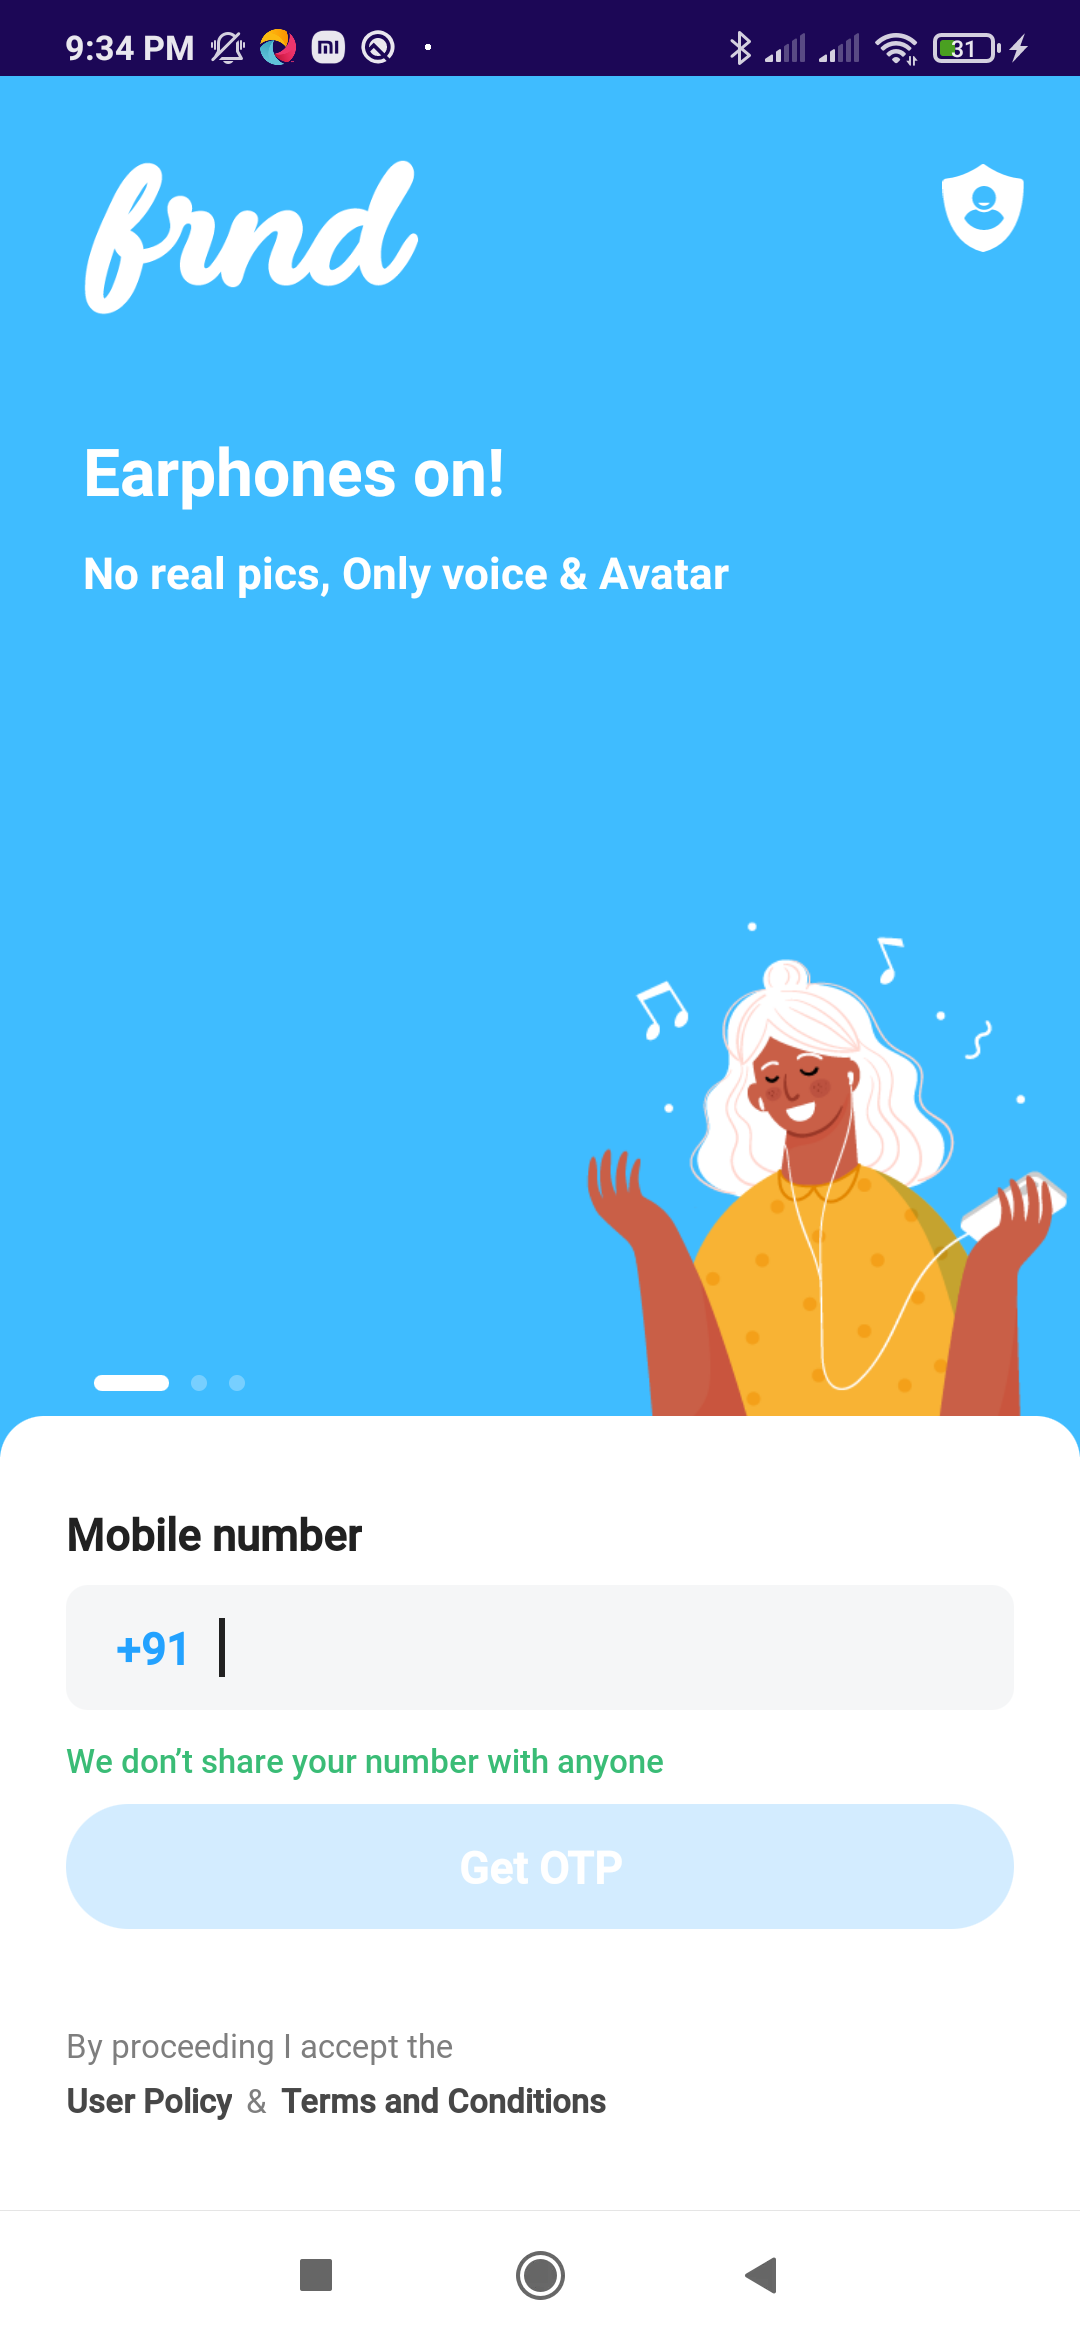 9:34 PM
31
frnd
Earphones on!
No real pics, Only voice & Avatar
Mobile number
+91
We don’t share your number with anyone
Get OTP
By proceeding I accept the
User Policy & Terms and Conditions